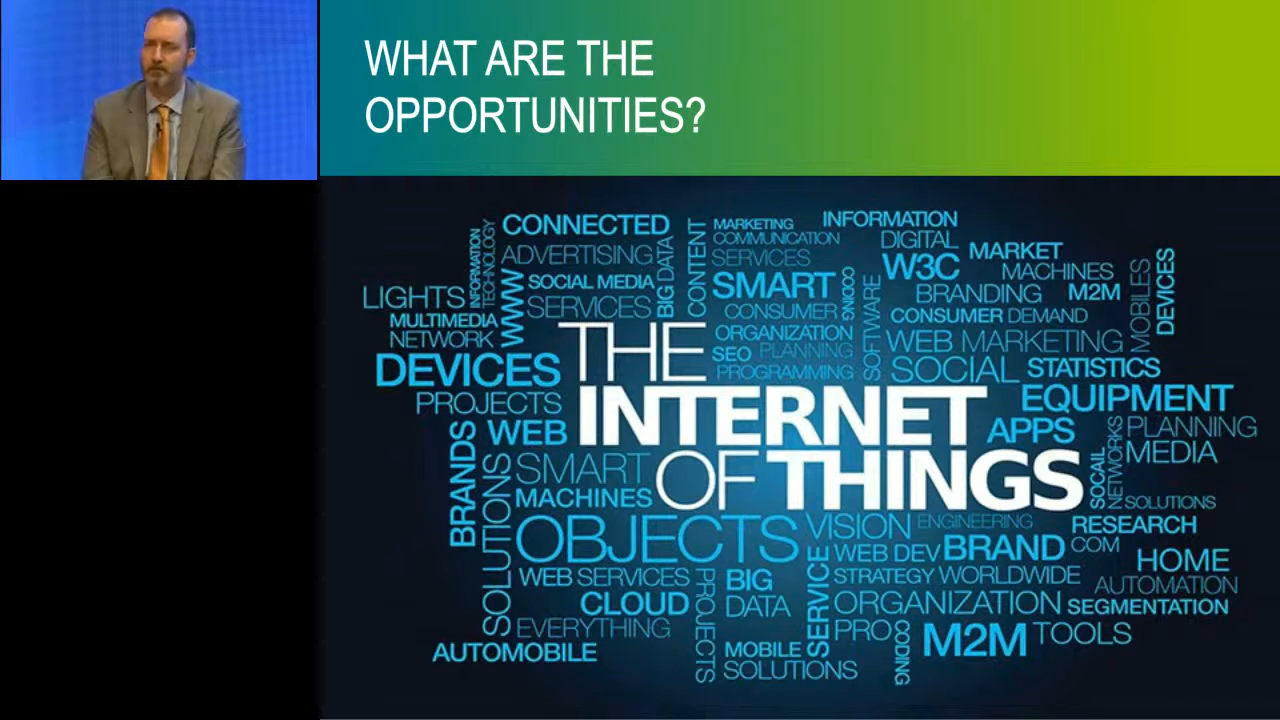 WHAT ARE THE
OPPORTUNITIES?
CONNECTED
MARKETING
INFORMATION
INFORMATION
TECHNOLOGY
ADVERTISING
BIG DATA
CONTENT
COMMUNICATION
DIGITAL
SERVICES
W3C
MARKET
MACHINES
MOBILES
DEVICES
LIGHTS
WWW
SOCIAL MEDIA
SMART
CODING
SOFTWARE
BRANDING
M2M
SERVICES
CONSUMER
CONSUMER DEMAND
MULTIMEDIA
NETWORK
ORGANIZATION
WEB MARKETING
SEO PLANNING
PROGRAMMING
SOCIAL
STATISTICS
DEVICES
THE
INTERNET
OF THINGS
PROJECTS
EQUIPMENT
BRANDS
WEB
APPS
SOCAIL
NETWORKS
PLANNING
MEDIA
SOLUTIONS
SMART
MACHINES
SOLUTIONS
OBJECTS
VISION
ENGINEERING
RESEARCH
WEB DEV
BRAND
COM
HOME
AUTOMATION
WEB SERVICES
PROJECTS
BIG
DATA
SERVICE
STRATEGY
WORLDWIDE
CLOUD
ORGANIZATION
SEGMENTATION
EVERYTHING
PRO
CODING
M2M
TOOLS
AUTOMOBILE
MOBILE
SOLUTIONS